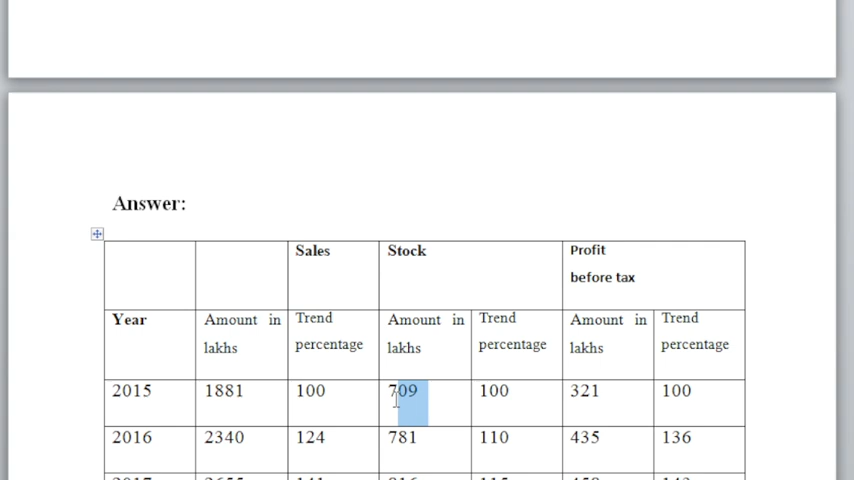 Answer:
Sales Stock Profit
before tax
Year Amount in Trend Amount in Trend Amount in Trend
lakhs percentage lakhs percentage lakhs percentage
2015 1881 100 709 100 321 100
2016 2340 124 781 110 435 136